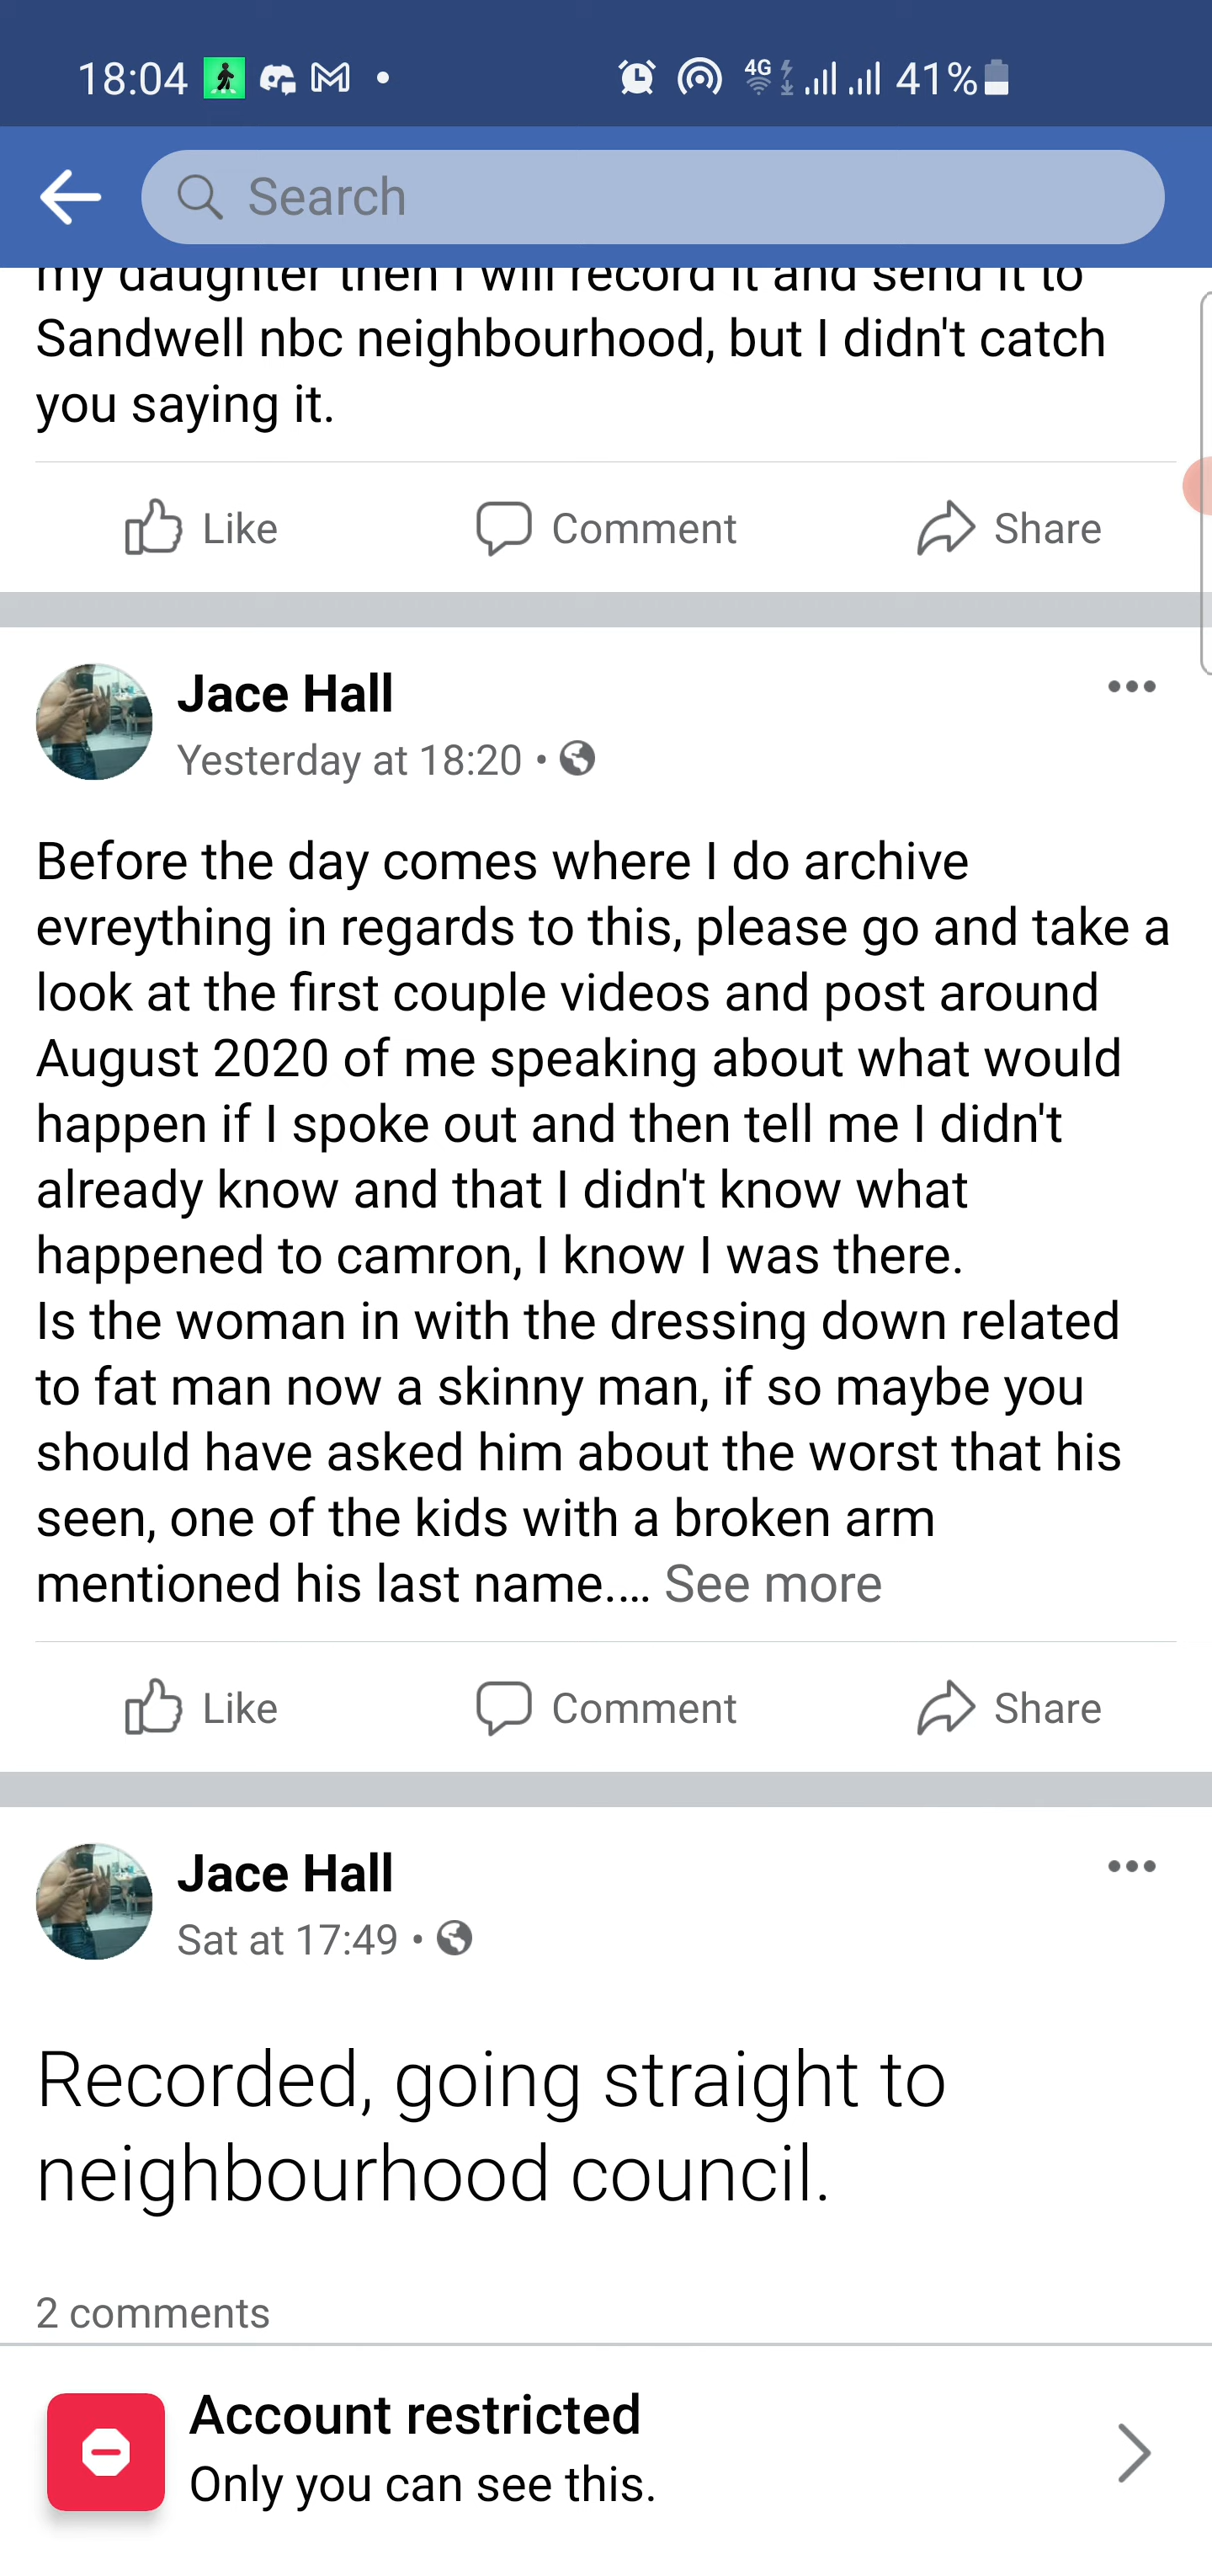 18:04 4G 41%
Search
my daughter then I will record it and send it to
Sandwell nbc neighbourhood, but I didn't catch
you saying it.
Like Comment Share
Jace Hall
Yesterday at 18:20 •
Before the day comes where I do archive
evreything in regards to this, please go and take a
look at the first couple videos and post around
August 2020 of me speaking about what would
happen if I spoke out and then tell me I didn't
already know and that I didn't know what
happened to camron, I know I was there.
Is the woman in with the dressing down related
to fat man now a skinny man, if so maybe you
should have asked him about the worst that his
seen, one of the kids with a broken arm
mentioned his last name.... See more
Like Comment Share
Jace Hall
Sat at 17:49 •
Recorded, going straight to
neighbourhood council.
2 comments
Account restricted
Only you can see this.